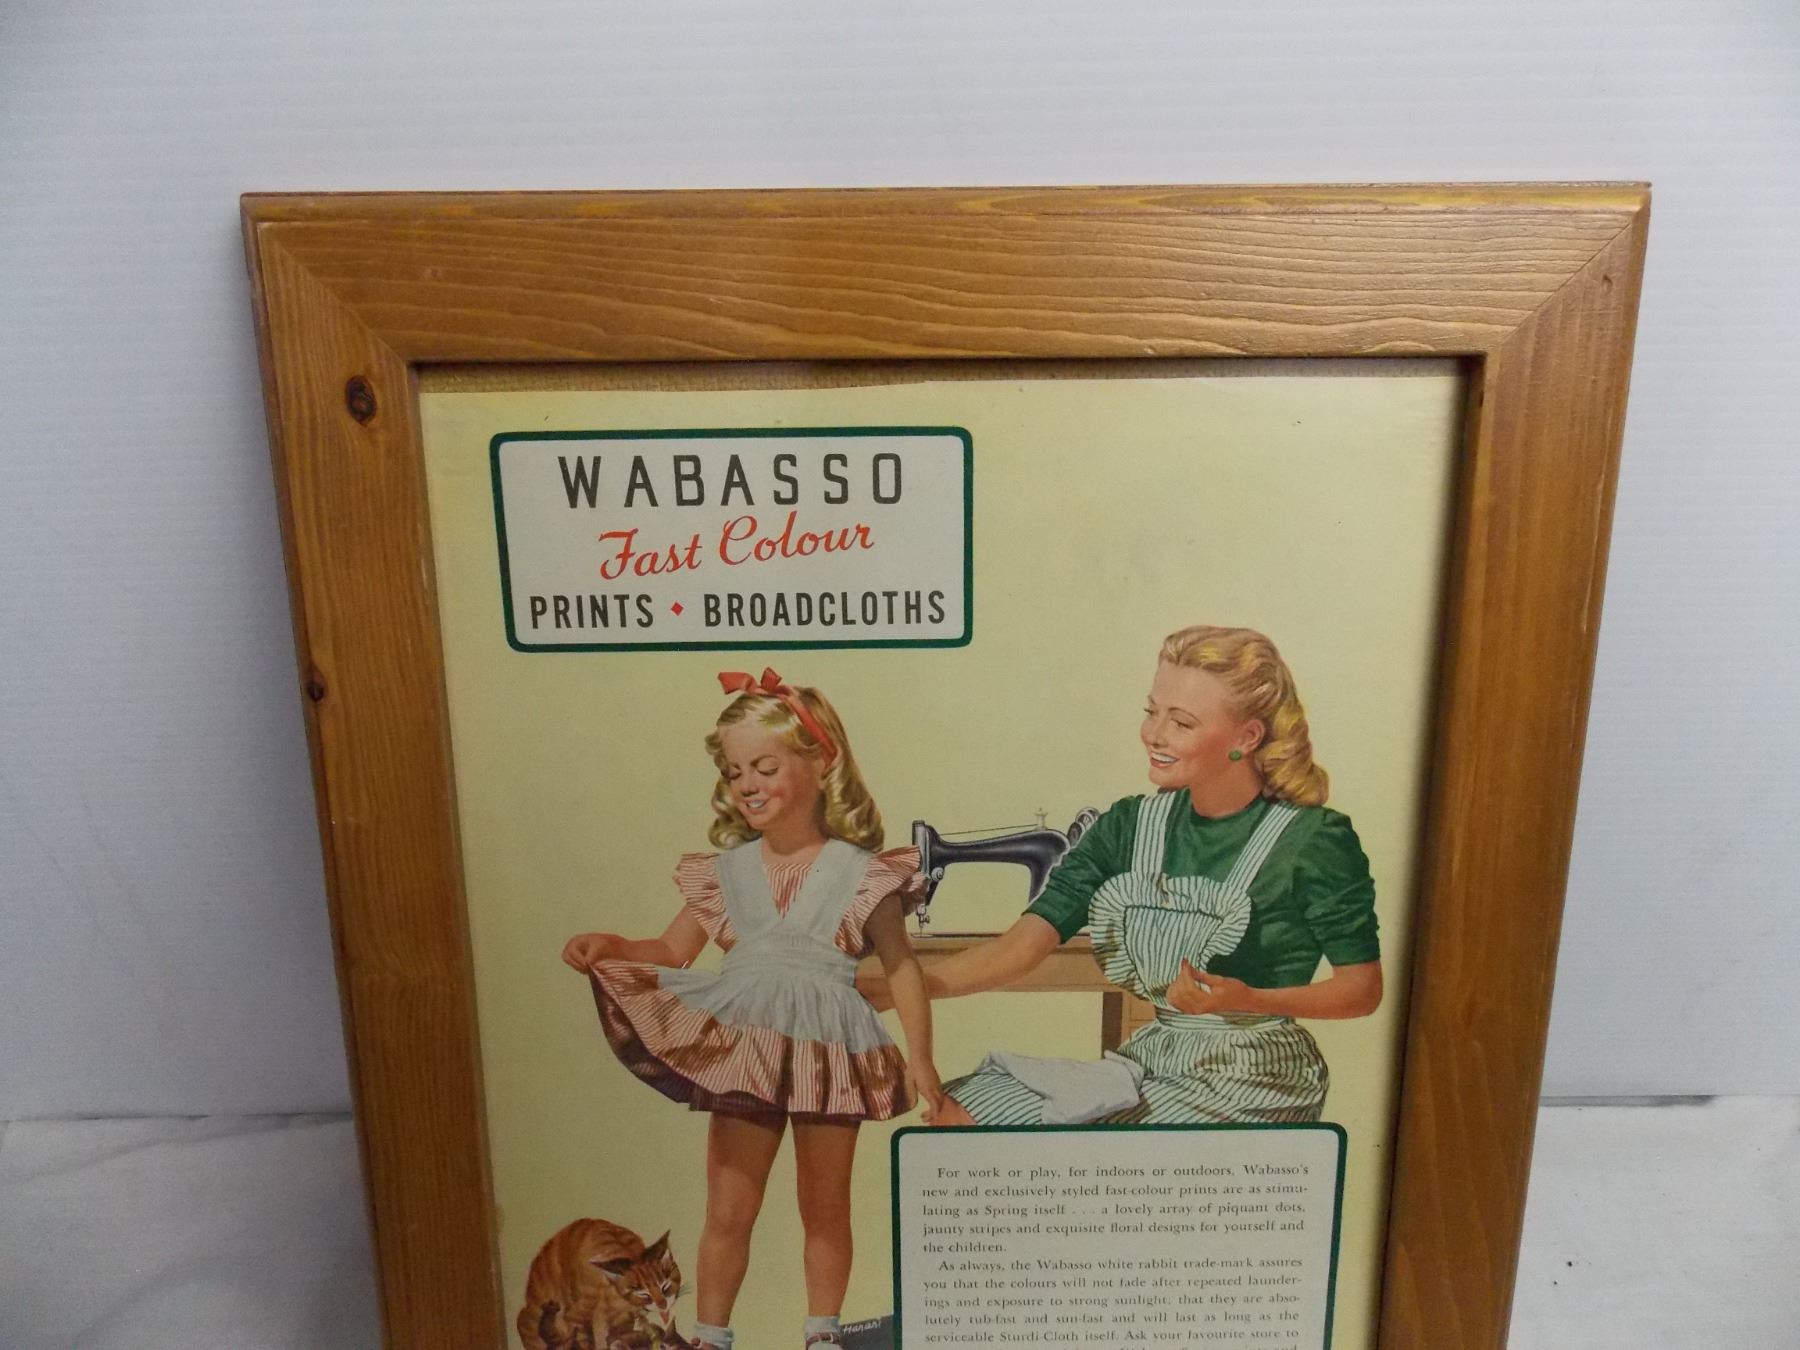 WABASSO
Fast Colour
PRINTS • BROADCLOTHS
For work or play, for indoors or outdoors, Wabasso's
new and exclusively styled fast-colour prints are as stimu-
lating as Spring itself . . . a lovely array of piquant dots,
jaunty stripes and exquisite floral designs for yourself and
the children.
As always, the Wabasso white rabbit trade-mark assures
you that the colours will not fade after repeated launder-
ings and exposure to strong sunlight; that they are abso-
lutely tub-fast and sun-fast and will last as long as the
serviceable Sturdi-Cloth itself. Ask your favourite store to
Harari